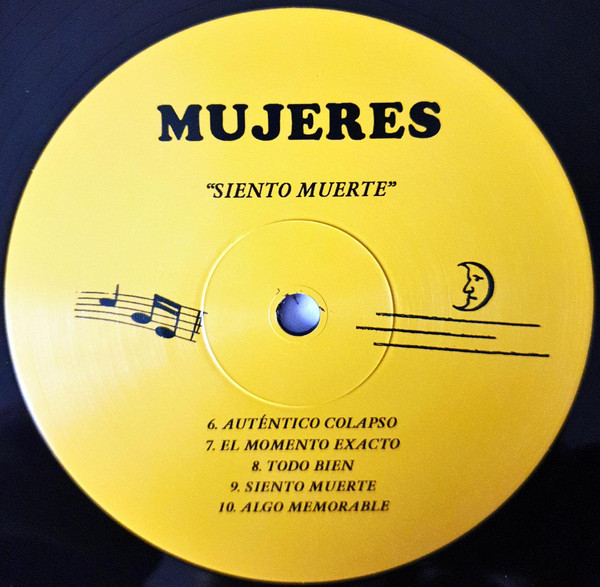 MUJERES
“SIENTO MUERTE”
6. AUTÉNTICO COLAPSO
7. EL MOMENTO EXACTO
8. TODO BIEN
9. SIENTO MUERTE
10. ALGO MEMORABLE